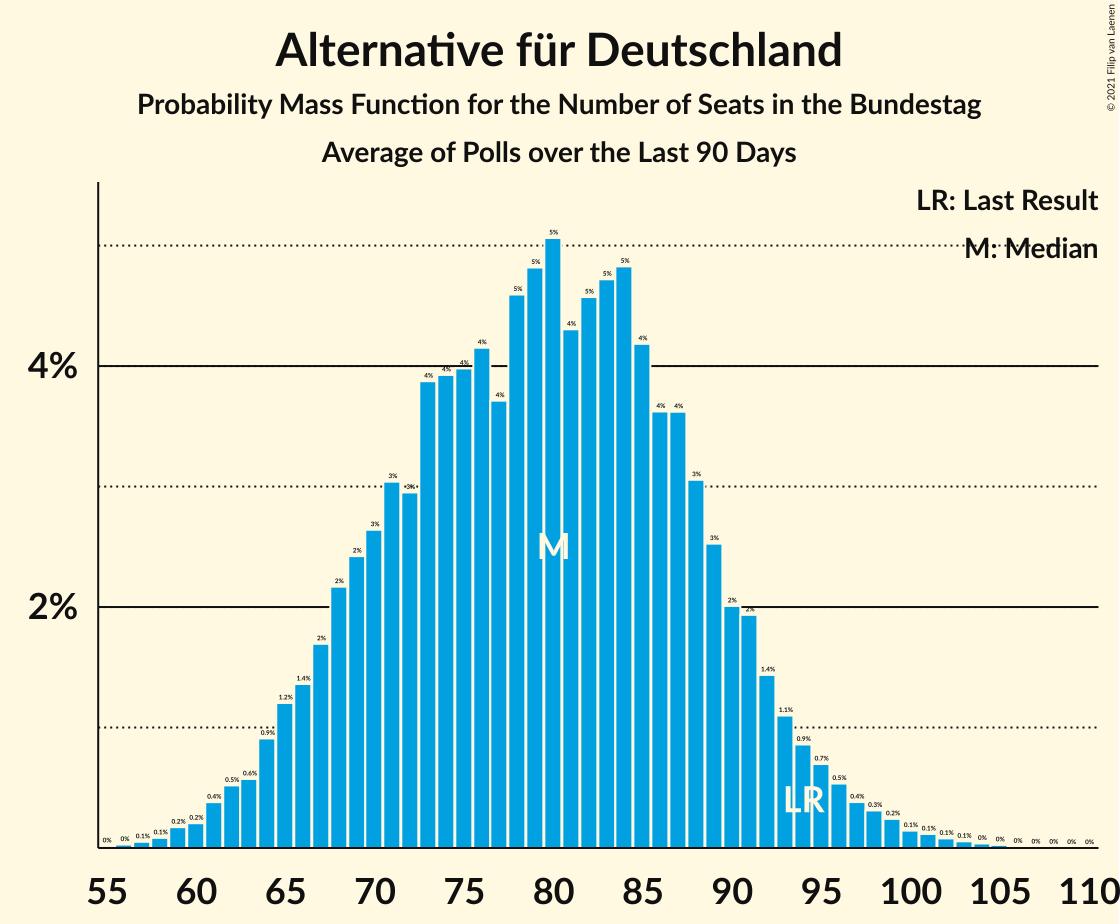 Alternative für Deutschland
Probability Mass Function for the Number of Seats in the Bundestag
Average of Polls over the Last 90 Days
© 2021 Filip van Laenen
LR: Last Result
M: Median
4%
2%
0% 0% 0.1% 0.1% 0.2% 0.2% 0.4% 0.5% 0.6% 0.9% 1.2% 1.4% 2% 2% 2% 3% 3% 3% 4% 4% 4% 4% 4% 5% 5% 5% 4% 5% 5% 5% 4% 4% 4% 3% 3% 2% 2% 1.4% 1.1% 0.9% 0.7% 0.5% 0.4% 0.3% 0.2% 0.1% 0.1% 0.1% 0.1% 0% 0% 0% 0% 0% 0% 0%
M
LR
55 60 65 70 75 80 85 90 95 100 105 110